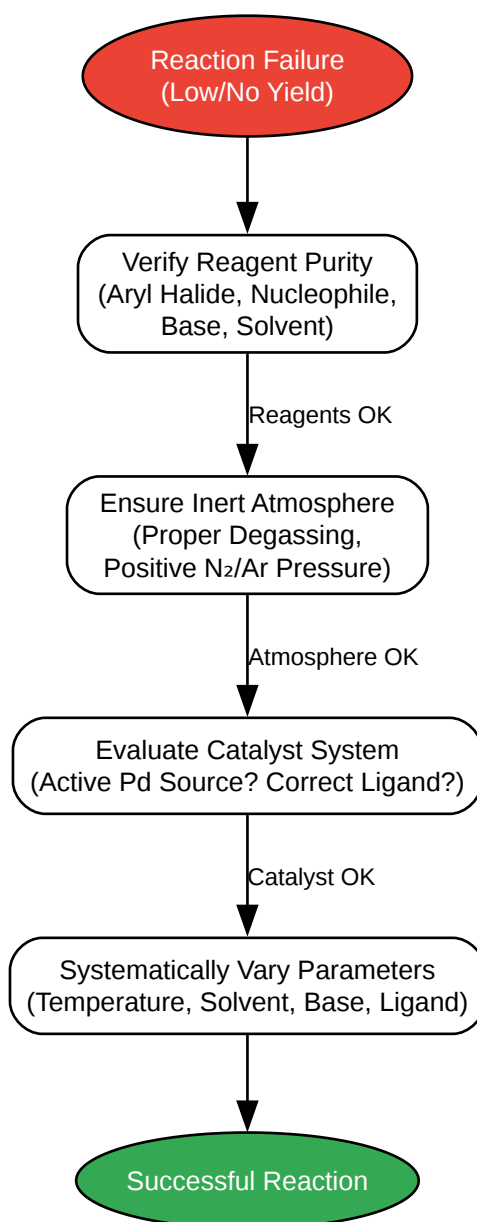 Reaction Failure
(Low/No Yield)
Verify Reagent Purity
(Aryl Halide, Nucleophile,
Base, Solvent)
Reagents OK
Ensure Inert Atmosphere
(Proper Degassing,
Positive N₂/Ar Pressure)
Atmosphere OK
Evaluate Catalyst System
(Active Pd Source? Correct Ligand?)
Catalyst OK
Systematically Vary Parameters
(Temperature, Solvent, Base, Ligand)
Successful Reaction